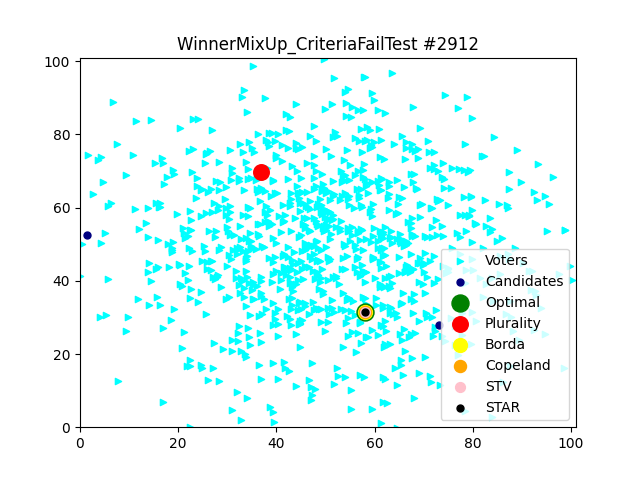 WinnerMixUp_CriteriaFailTest #2912
100
80
60
40
20
0
0
20
40
60
80
100
Voters
Candidates
Optimal
Plurality
Borda
Copeland
STV
STAR